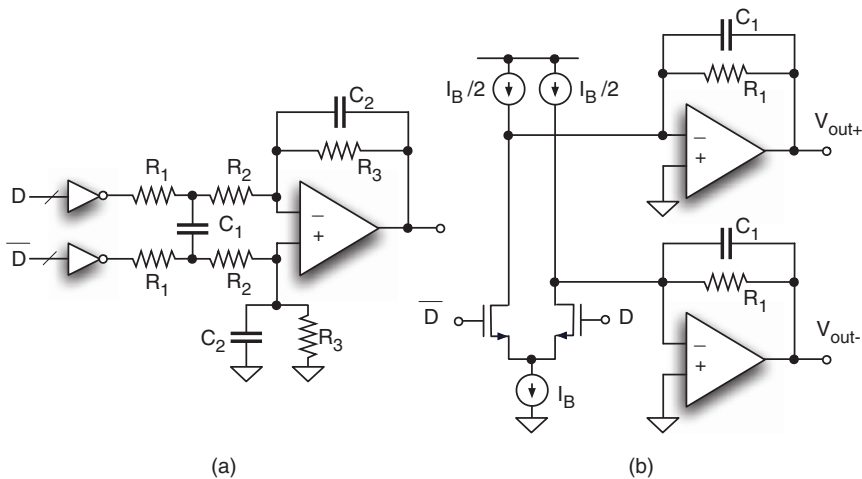 D
D
R1
R1
R2
R2
C1
C2
R3
−
+
C2
R3
(a)
IB/2
IB/2
C1
R1
−
+
Vout+
C1
R1
−
+
Vout-
D
D
IB
(b)